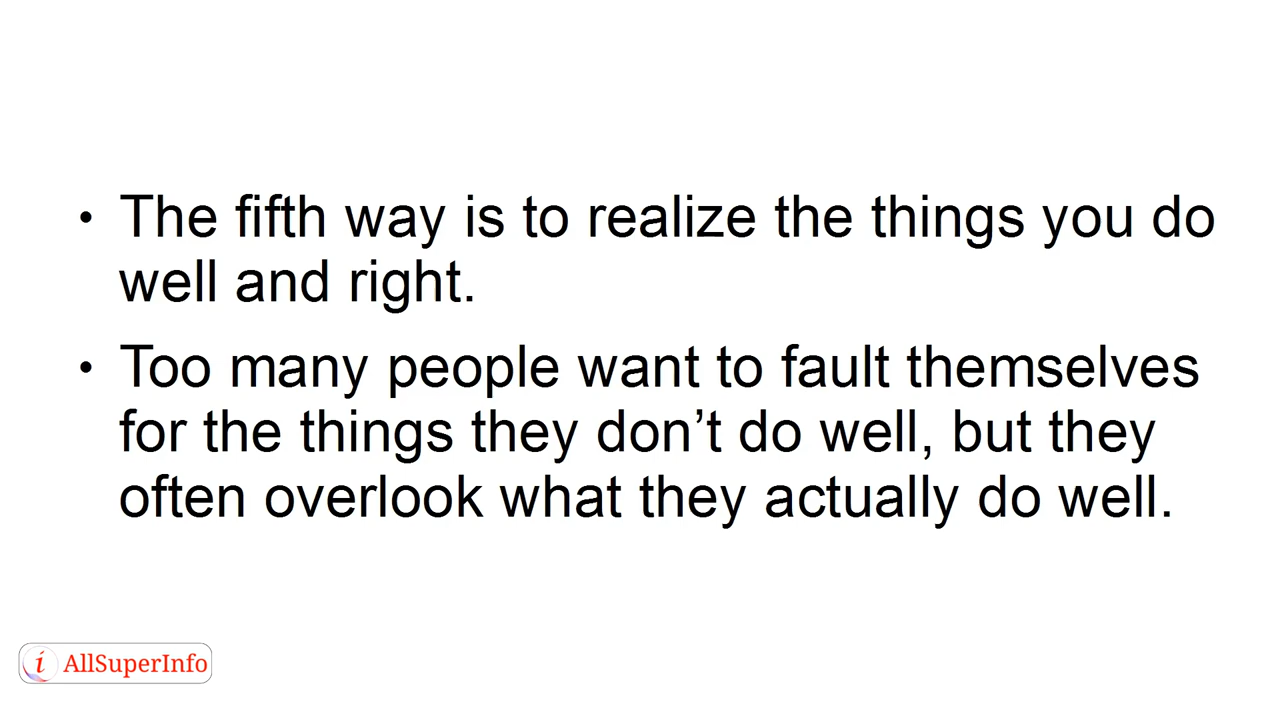 • The fifth way is to realize the things you do
well and right.
• Too many people want to fault themselves
for the things they don’t do well, but they
often overlook what they actually do well.
i AllSuperInfo